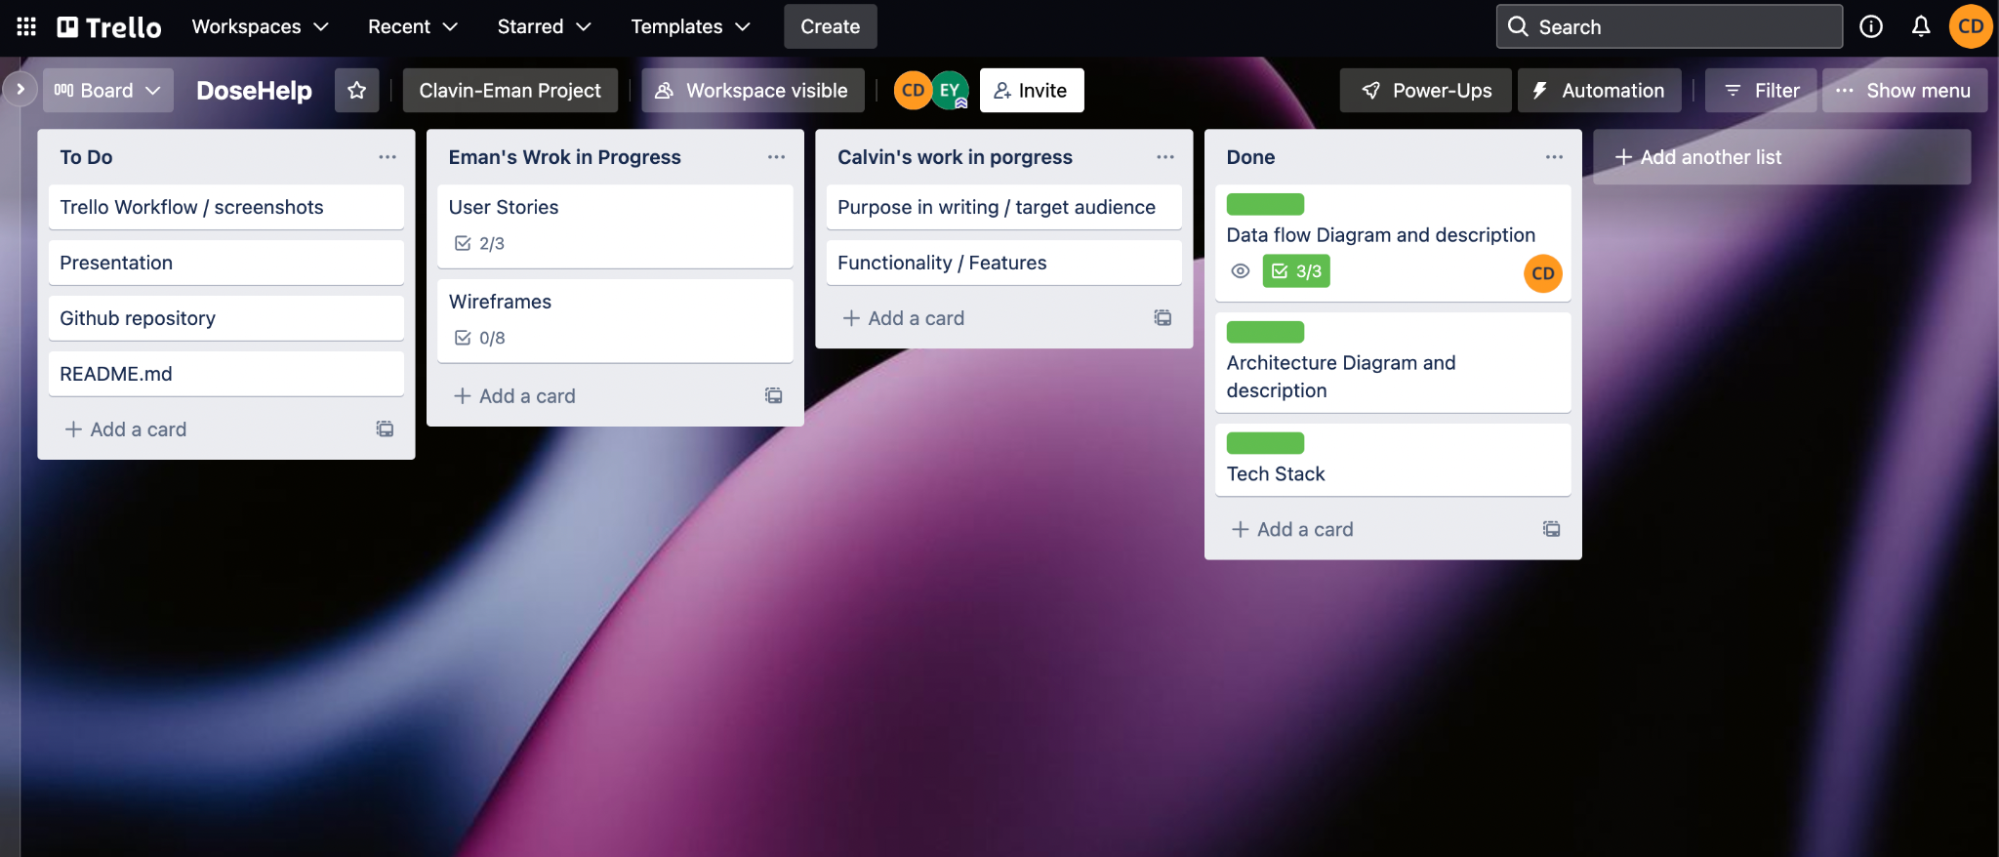 Trello Workspaces Recent Starred Templates Create Search CD
Board DoseHelp Clavin-Eman Project Workspace visible CD EY Invite Power-Ups Automation Filter Show menu
To Do
Trello Workflow / screenshots
Presentation
Github repository
README.md
Add a card
Eman's Wrok in Progress
User Stories
2/3
Wireframes
0/8
Add a card
Calvin's work in porgress
Purpose in writing / target audience
Functionality / Features
Add a card
Done
Data flow Diagram and description
3/3 CD
Architecture Diagram and
description
Tech Stack
Add a card
Add another list